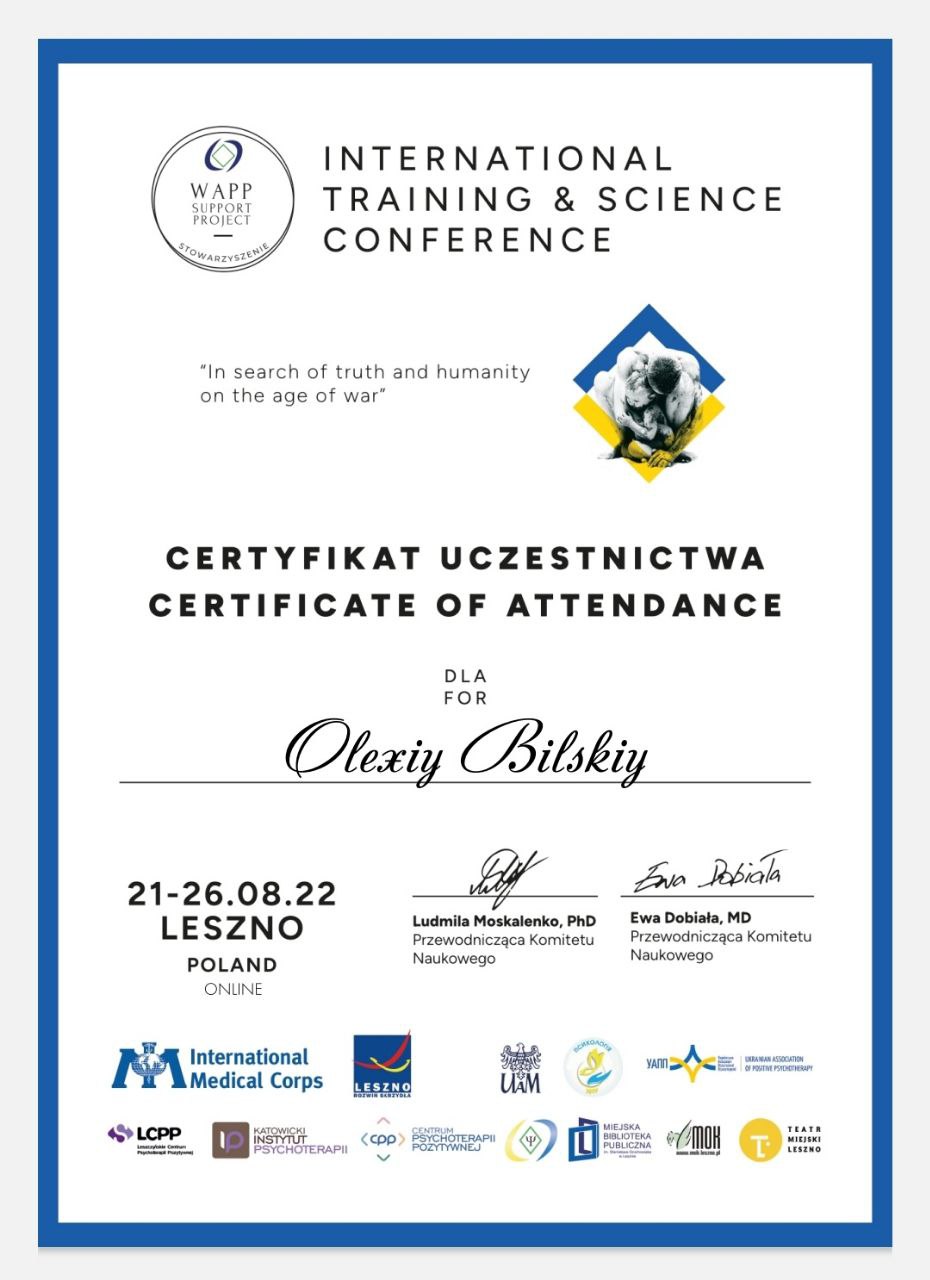 WAPP
SUPPORT
PROJECT
STOWARZYSZENIE
INTERNATIONAL
TRAINING & SCIENCE
CONFERENCE
“In search of truth and humanity
on the age of war”
CERTYFIKAT UCZESTNICTWA
CERTIFICATE OF ATTENDANCE
DLA
FOR
Olexiy Bilskiy
21-26.08.22
LESZNO
POLAND
ONLINE
Ludmila Moskalenko, PhD
Przewodnicząca Komitetu
Naukowego
Ewa Dobiała
Ewa Dobiała, MD
Przewodnicząca Komitetu
Naukowego
International
Medical Corps
LESZNO
ROZWIŃ SKRZYDŁA
UAM
ПСИХОЛОГИ
УАПП
UKRANIAN ASSOCIATION
OF POSITIVE PSYCHOTHERAPY
LCPP
Leszczyńskie Centrum
Psychoterapii Pozytywnej
KATOWICKI
INSTYTUT
PSYCHOTERAPII
cpp
CENTRUM
PSYCHOTERAPII
POZYTYWNEJ
MIEJSKA
BIBLIOTEKA
PUBLICZNA
MOK
www.mok.leszno.pl
TEATR
MIEJSKI
LESZNO